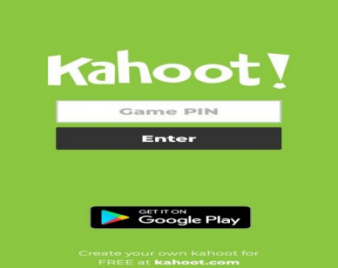 Kahoot!
Game PIN
Enter
GET IT ON
Google Play
Create your own kahoot for
FREE at kahoot.com